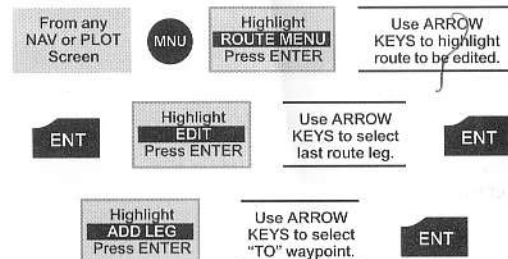 From any
NAV or PLOT
Screen
MNU
Highlight
ROUTE MENU
Press ENTER
Use ARROW
KEYS to highlight
route to be edited.
ENT
Highlight
EDIT
Press ENTER
Use ARROW
KEYS to select
last route leg.
ENT
Highlight
ADD LEG
Press ENTER
Use ARROW
KEYS to select
"TO" waypoint.
ENT